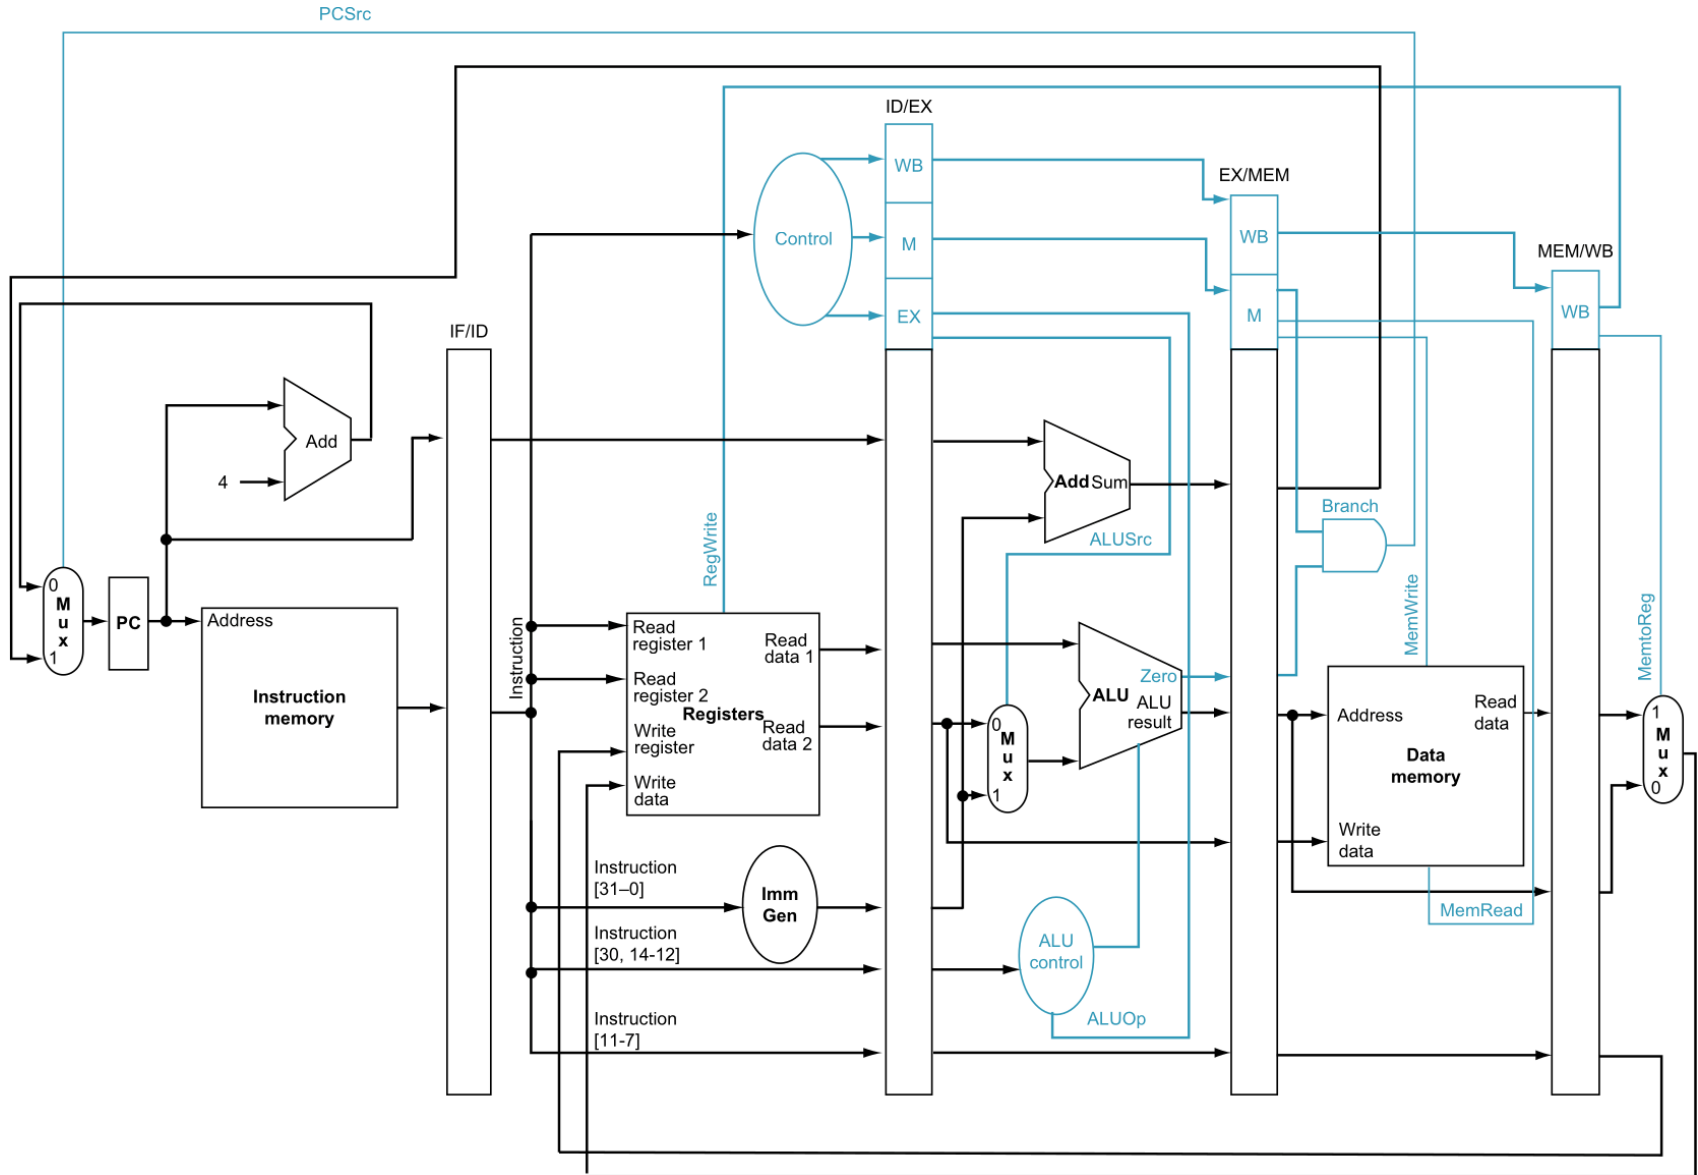 PCSrc
ID/EX
WB
EX/MEM
Control
M
WB
MEM/WB
EX
M
WB
IF/ID
Add
4
Add Sum
Branch
ALUSrc
RegWrite
MemWrite
MemtoReg
0
M
u
x
1
PC
Address
Instruction
memory
Instruction
Read
register 1
Read
data 1
Read
register 2
Registers
Read
data 2
Write
register
Write
data
0
M
u
x
1
Zero
ALU
ALU
result
Address
Read
data
Data
memory
Write
data
1
M
u
x
0
Instruction
[31–0]
Imm
Gen
Instruction
[30, 14-12]
ALU
control
MemRead
ALUOp
Instruction
[11-7]